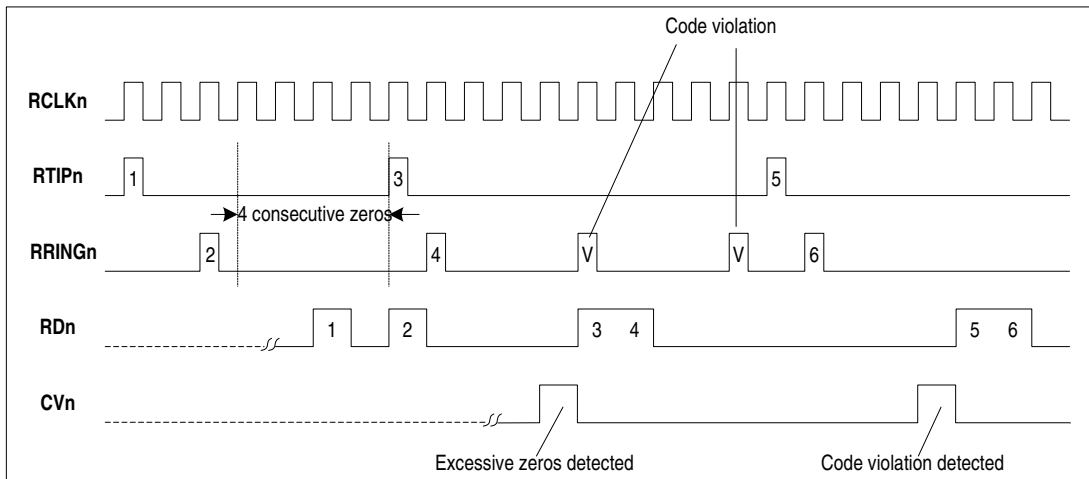 Code violation
RCLKn
RTIPn
1
3
5
4 consecutive zeros
RRINGn
2
4
V
V
6
RDn
1
2
3 4
5 6
CVn
Excessive zeros detected
Code violation detected